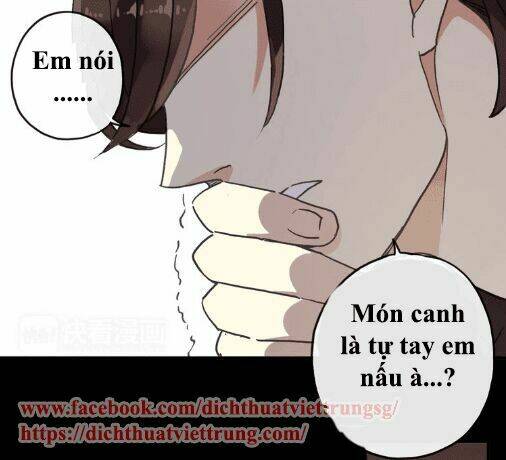 Em nói
......
快看漫画
Món canh
là tự tay em
nấu à...?
www.facebook.com/dichthuatviettrungsg/
https://dichthuatviettrung.com/